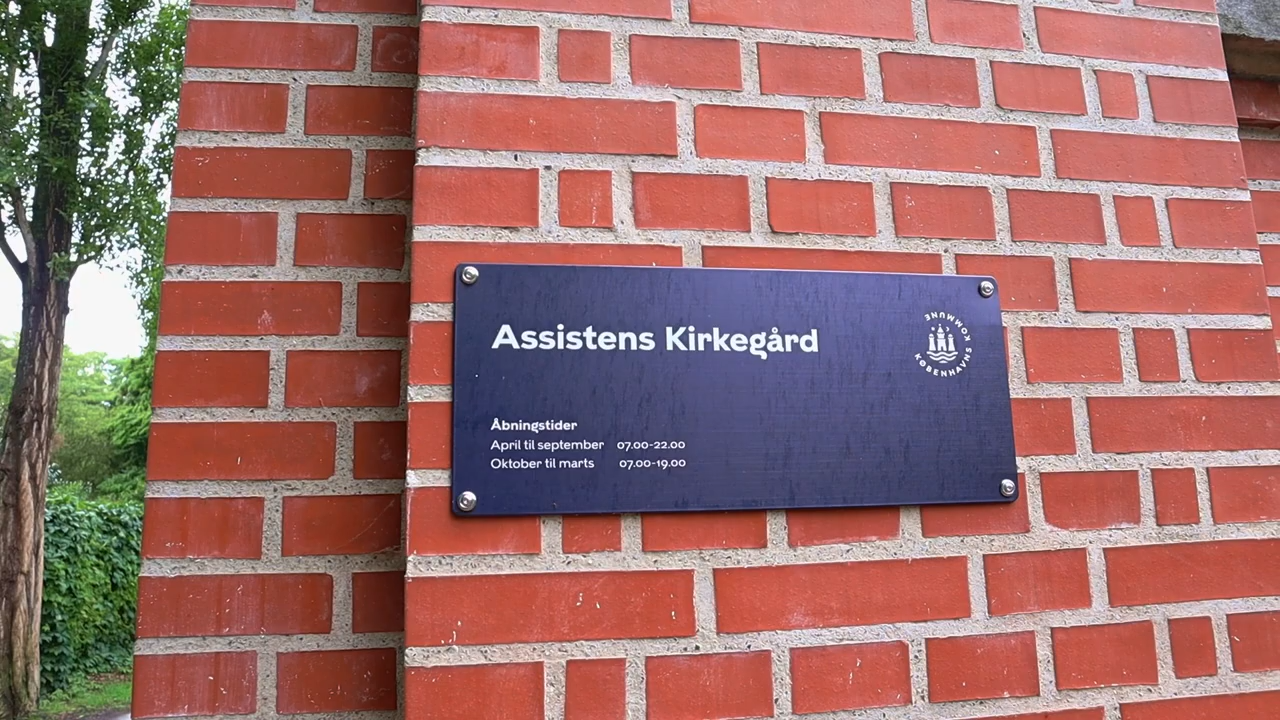 Assistens Kirkegård
KØBENHAVNS KOMMUNE
Åbningstider
April til september 07.00-22.00
Oktober til marts 07.00-19.00